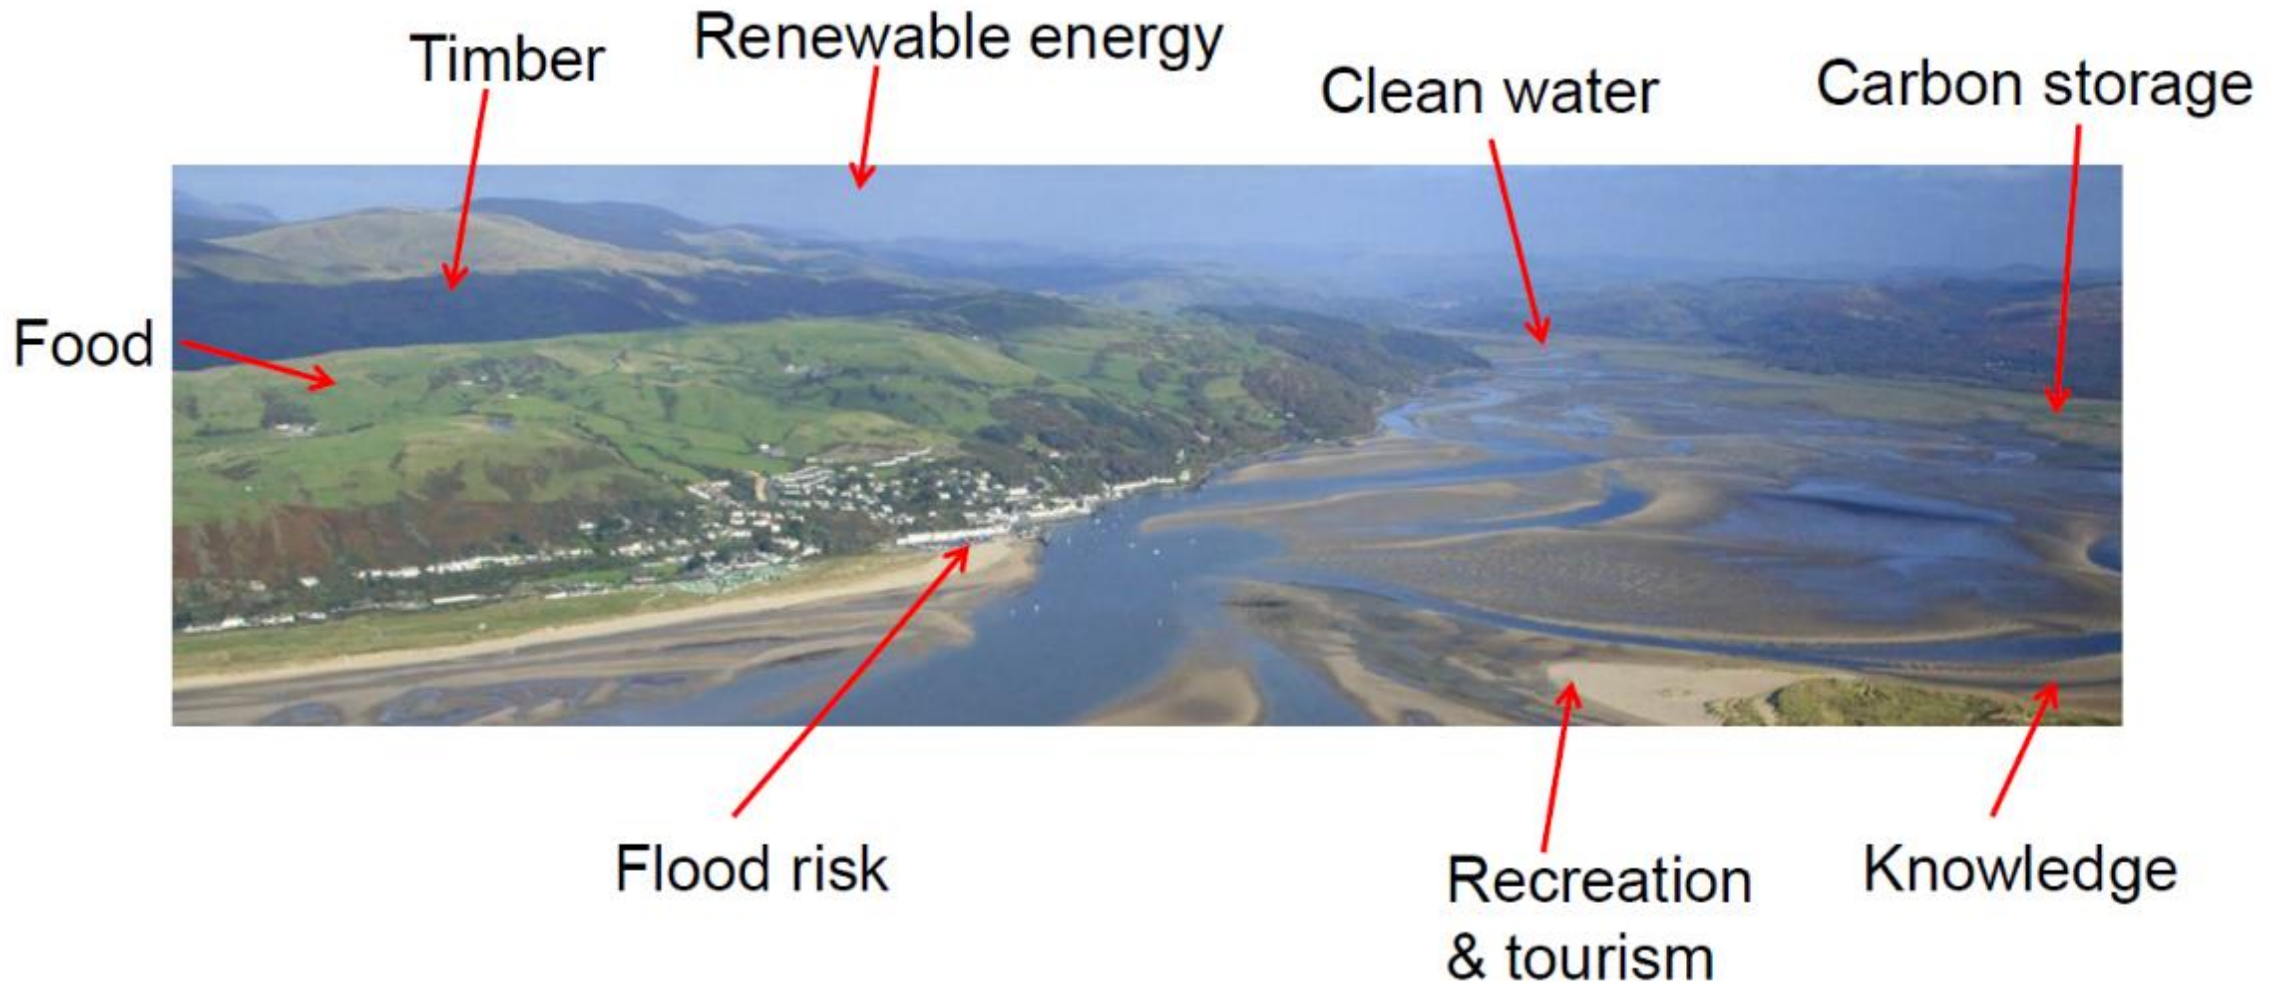 Timber
Renewable energy
Clean water
Carbon storage
Food
Flood risk
Recreation
& tourism
Knowledge